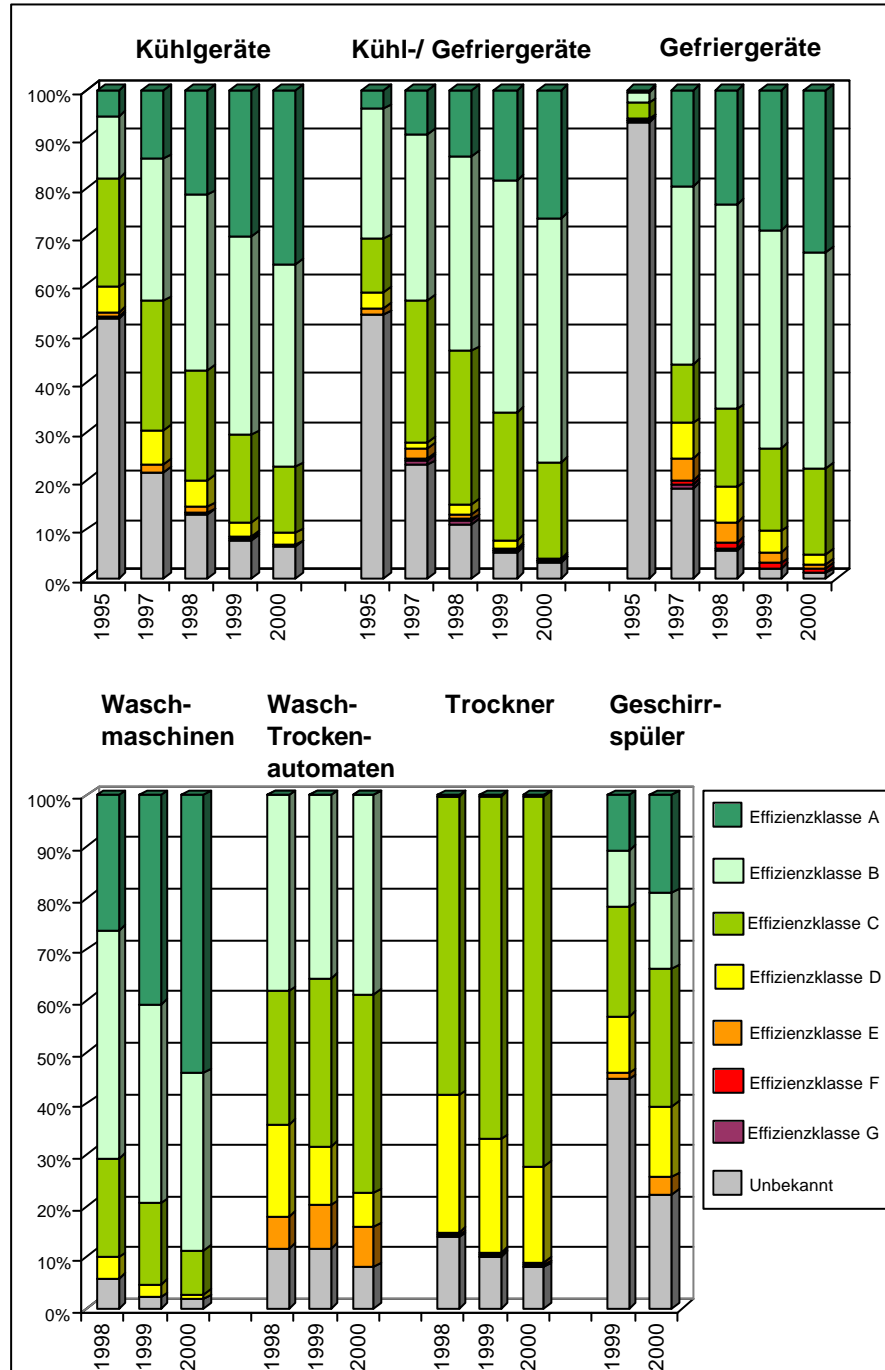 Kühlgeräte
Kühl-/ Gefriergeräte
Gefriergeräte
100%
90%
80%
70%
60%
50%
40%
30%
20%
10%
0%
1995
1997
1998
1999
2000
1995
1997
1998
1999
2000
1995
1997
1998
1999
2000
Wasch-
maschinen
Wasch-
Trocken-
automaten
Trockner
Geschirr-
spüler
100%
90%
80%
70%
60%
50%
40%
30%
20%
10%
0%
1998
1999
2000
1998
1999
2000
1998
1999
2000
1999
2000
Effizienzklasse A
Effizienzklasse B
Effizienzklasse C
Effizienzklasse D
Effizienzklasse E
Effizienzklasse F
Effizienzklasse G
Unbekannt